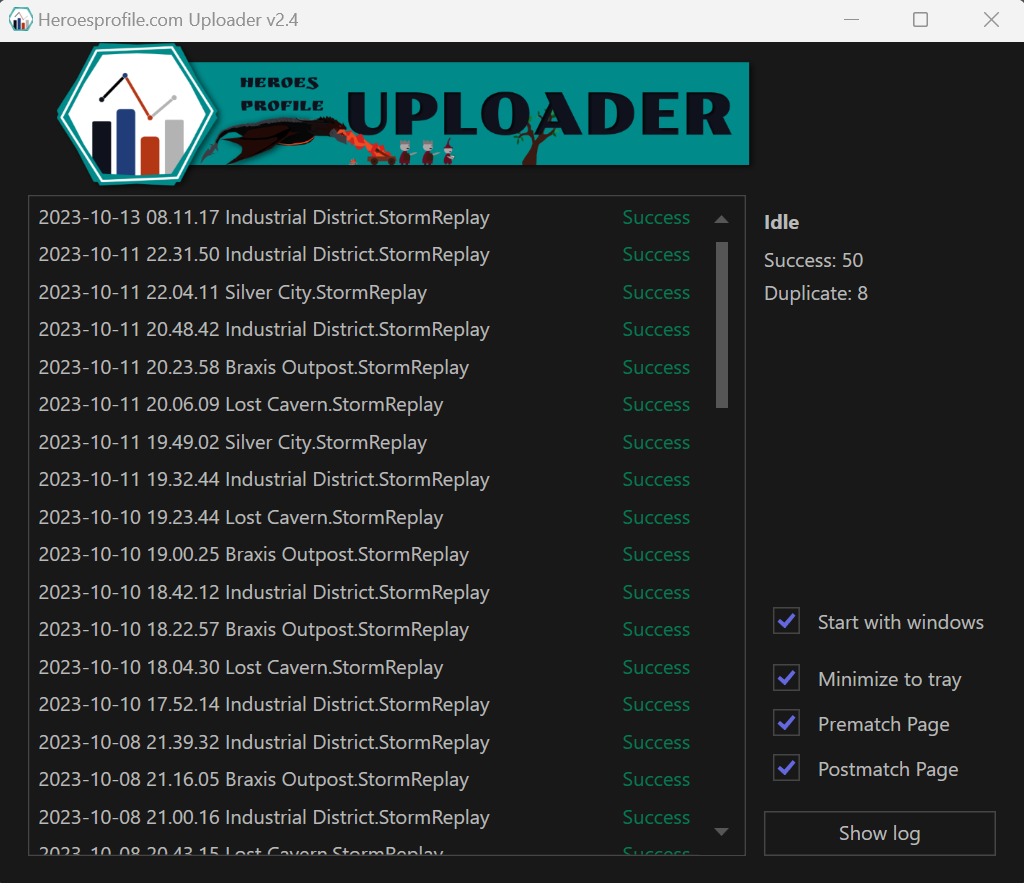 Heroesprofile.com Uploader v2.4
HEROES
PROFILE
UPLOADER
2023-10-13 08.11.17 Industrial District.StormReplay Success
2023-10-11 22.31.50 Industrial District.StormReplay Success
2023-10-11 22.04.11 Silver City.StormReplay Success
2023-10-11 20.48.42 Industrial District.StormReplay Success
2023-10-11 20.23.58 Braxis Outpost.StormReplay Success
2023-10-11 20.06.09 Lost Cavern.StormReplay Success
2023-10-11 19.49.02 Silver City.StormReplay Success
2023-10-11 19.32.44 Industrial District.StormReplay Success
2023-10-10 19.23.44 Lost Cavern.StormReplay Success
2023-10-10 19.00.25 Braxis Outpost.StormReplay Success
2023-10-10 18.42.12 Industrial District.StormReplay Success
2023-10-10 18.22.57 Braxis Outpost.StormReplay Success
2023-10-10 18.04.30 Lost Cavern.StormReplay Success
2023-10-10 17.52.14 Industrial District.StormReplay Success
2023-10-08 21.39.32 Industrial District.StormReplay Success
2023-10-08 21.16.05 Braxis Outpost.StormReplay Success
2023-10-08 21.00.16 Industrial District.StormReplay Success
2023-10-08 20.43.15 Lost Cavern.StormReplay Success
Idle
Success: 50
Duplicate: 8
Start with windows
Minimize to tray
Prematch Page
Postmatch Page
Show log